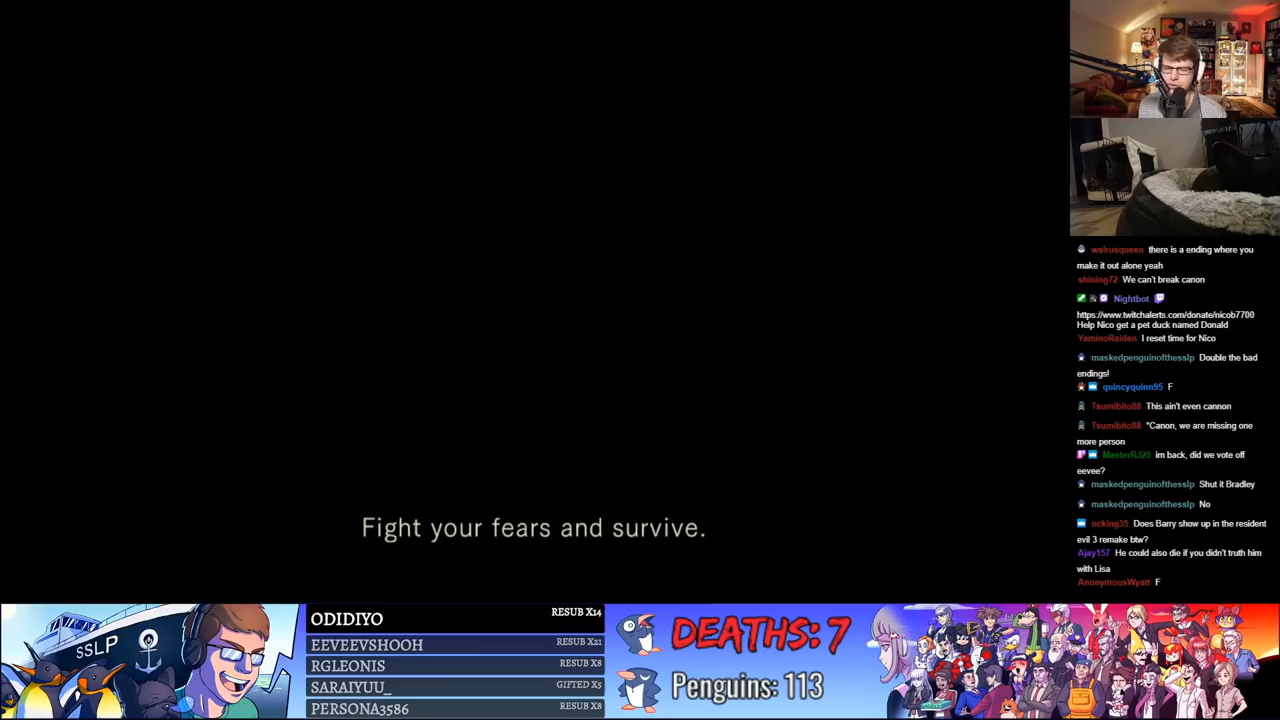 walrusqueen there is a ending where you
make it out alone yeah
shining72 We can't break canon
Nightbot
https://www.twitchalerts.com/donate/nicob7700
Help Nico get a pet duck named Donald
YaminoRaiden I reset time for Nico
maskedpenguinofthesslp Double the bad
endings!
quincyquinn95 F
Tsumibito88 This ain't even cannon
Tsumibito88 *Canon, we are missing one
more person
MasterRJ20 im back, did we vote off
eevee?
maskedpenguinofthesslp Shut it Bradley
maskedpenguinofthesslp No
ncking35 Does Barry show up in the resident
evil 3 remake btw?
Ajay157 He could also die if you didn't truth him
with Lisa
AnonymousWyatt F
Fight your fears and survive.
SSLP
ODIDIYO RESUB X14
EEVEEVSHOOH RESUB X21
RGLEONIS RESUB X8
SARAIYUU_ GIFTED X5
PERSONA3586 RESUB X8
DEATHS: 7
Penguins: 113